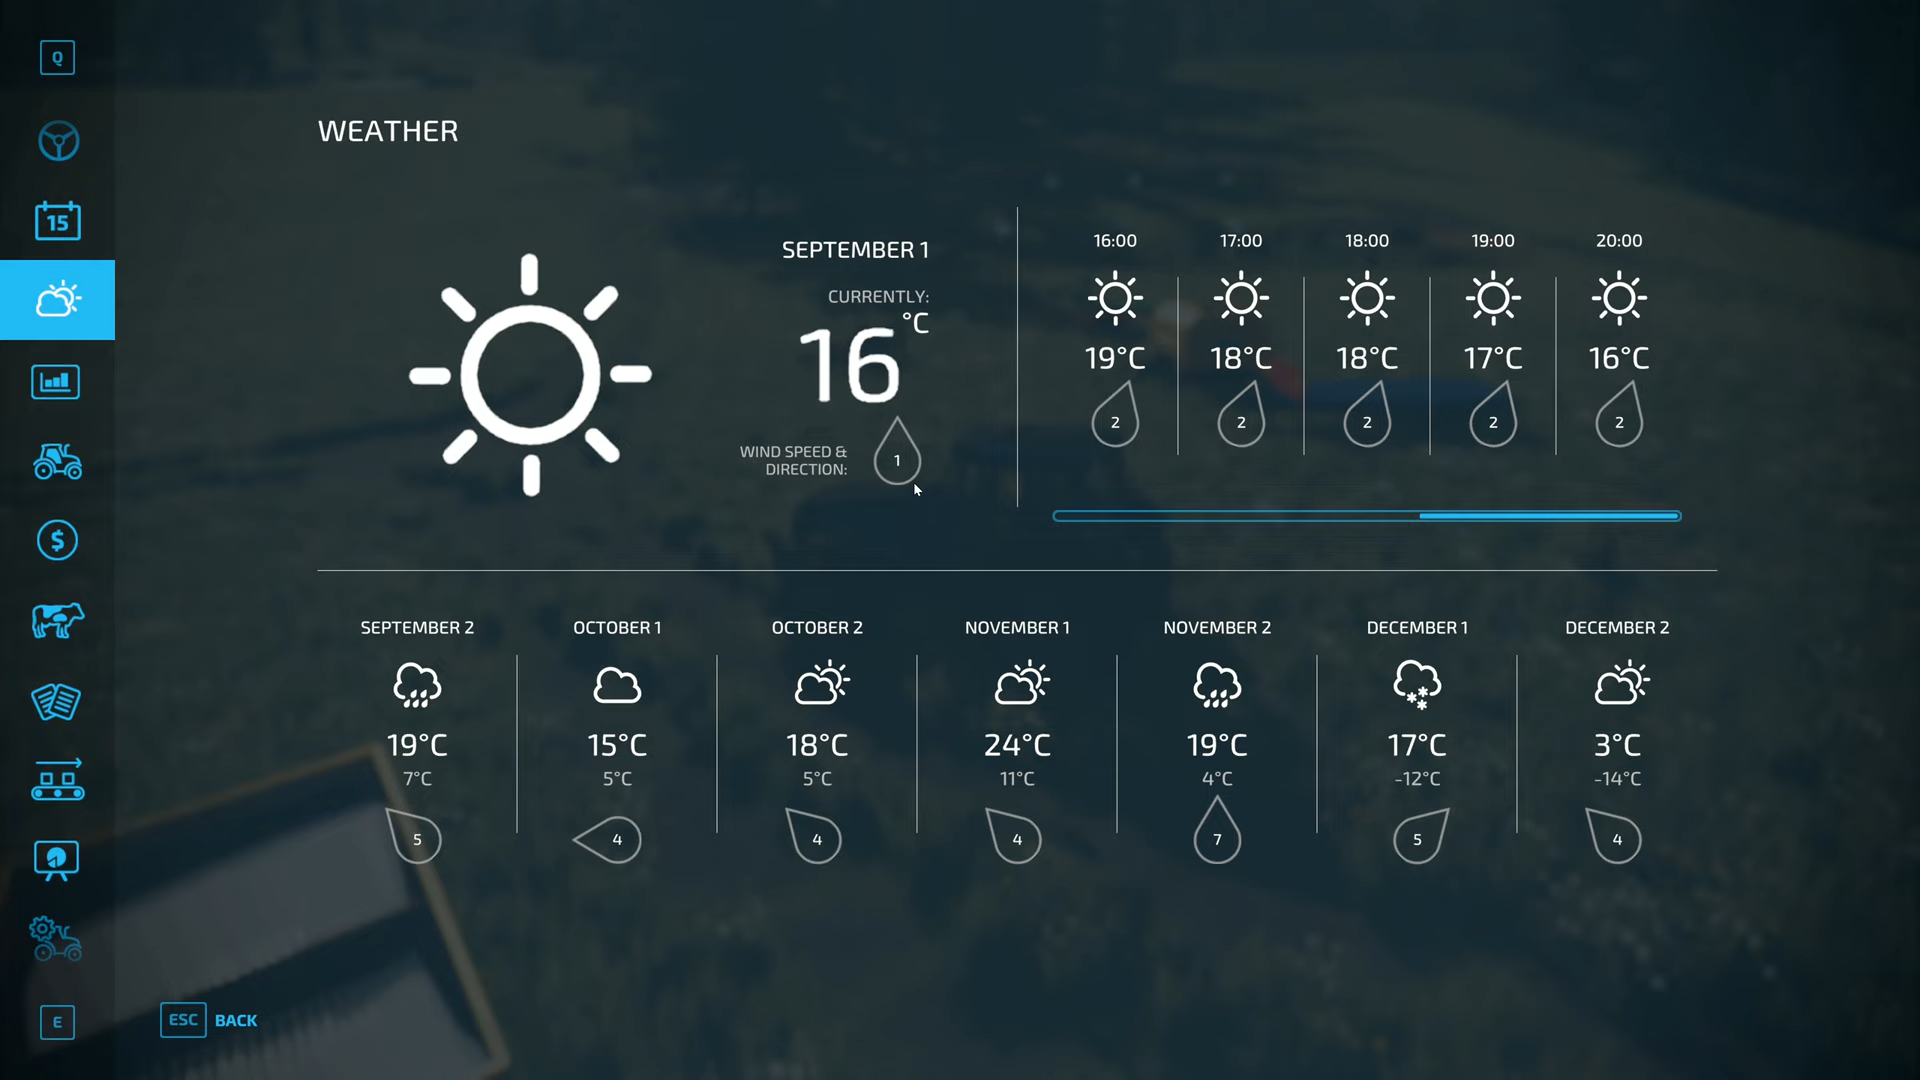 Q
15
$
E
ESC BACK
WEATHER
SEPTEMBER 1
CURRENTLY:
16 °C
WIND SPEED &
DIRECTION:
1
16:00 17:00 18:00 19:00 20:00
19°C 18°C 18°C 17°C 16°C
2 2 2 2 2
SEPTEMBER 2 OCTOBER 1 OCTOBER 2 NOVEMBER 1 NOVEMBER 2 DECEMBER 1 DECEMBER 2
19°C 15°C 18°C 24°C 19°C 17°C 3°C
7°C 5°C 5°C 11°C 4°C -12°C -14°C
5 4 4 4 7 5 4